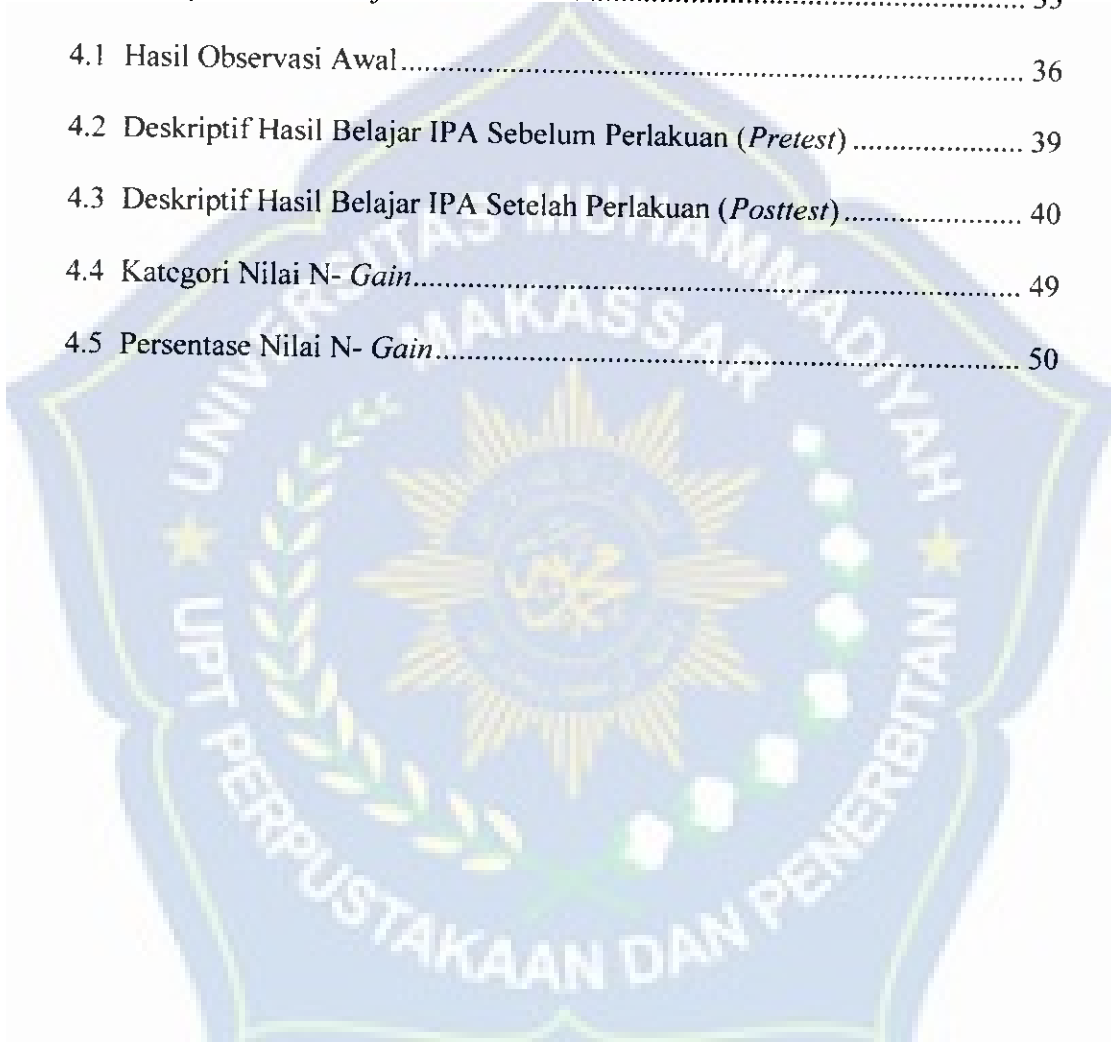 4.1 Hasil Observasi Awal........................................ 36
4.2 Deskriptif Hasil Belajar IPA Sebelum Perlakuan (Pretest) ..................... 39
4.3 Deskriptif Hasil Belajar IPA Setelah Perlakuan (Posttest)..................... 40
4.4 Kategori Nilai N- Gain........................................ 49
4.5 Persentase Nilai N- Gain........................................ 50
UNIVERSITAS MUHAMMADIYAH
MAKASSAR
UPT PERPUSTAKAAN DAN PENERBITAN